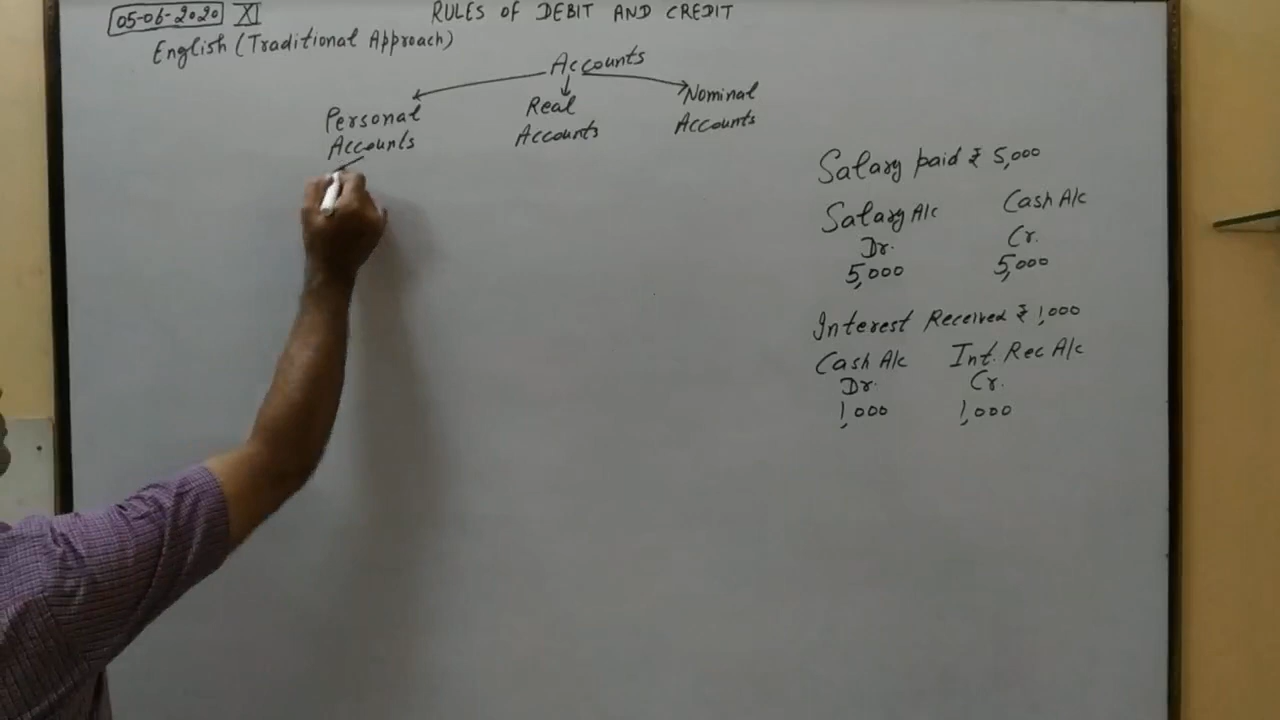 05-06-2020 XI RULES OF DEBIT AND CREDIT
English (Traditional Approach)
Accounts
Personal Accounts
Real Accounts
Nominal Accounts
Salary paid ₹ 5,000
Salary A/c Cash A/c
Dr. Cr.
5,000 5,000
Interest Received ₹ 1,000
Cash A/c Int. Rec A/c
Dr. Cr.
1,000 1,000